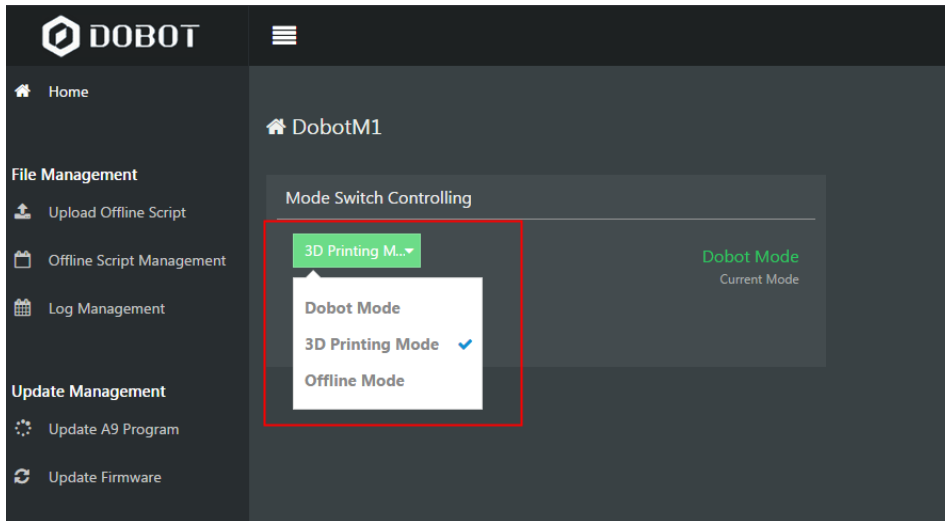 DOBOT
Home
File Management
Upload Offline Script
Offline Script Management
Log Management
Update Management
Update A9 Program
Update Firmware
DobotM1
Mode Switch Controlling
3D Printing M...
Dobot Mode
3D Printing Mode
Offline Mode
Dobot Mode
Current Mode